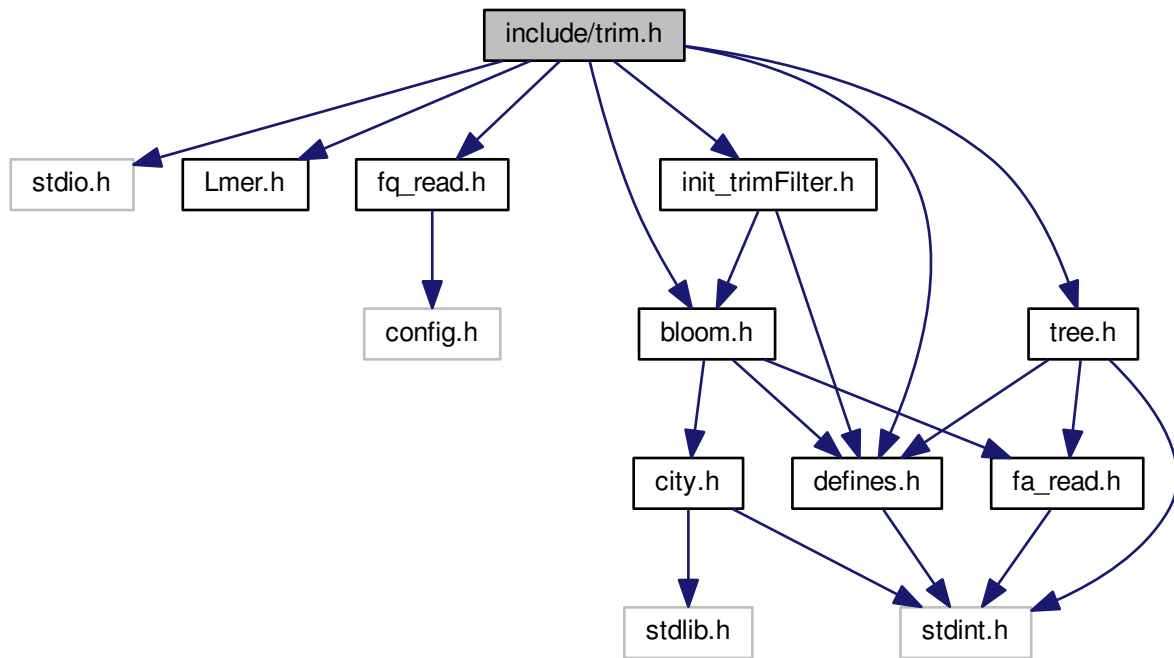 include/trim.h
stdio.h
Lmer.h
fq_read.h
init_trimFilter.h
config.h
bloom.h
tree.h
city.h
defines.h
fa_read.h
stdlib.h
stdint.h